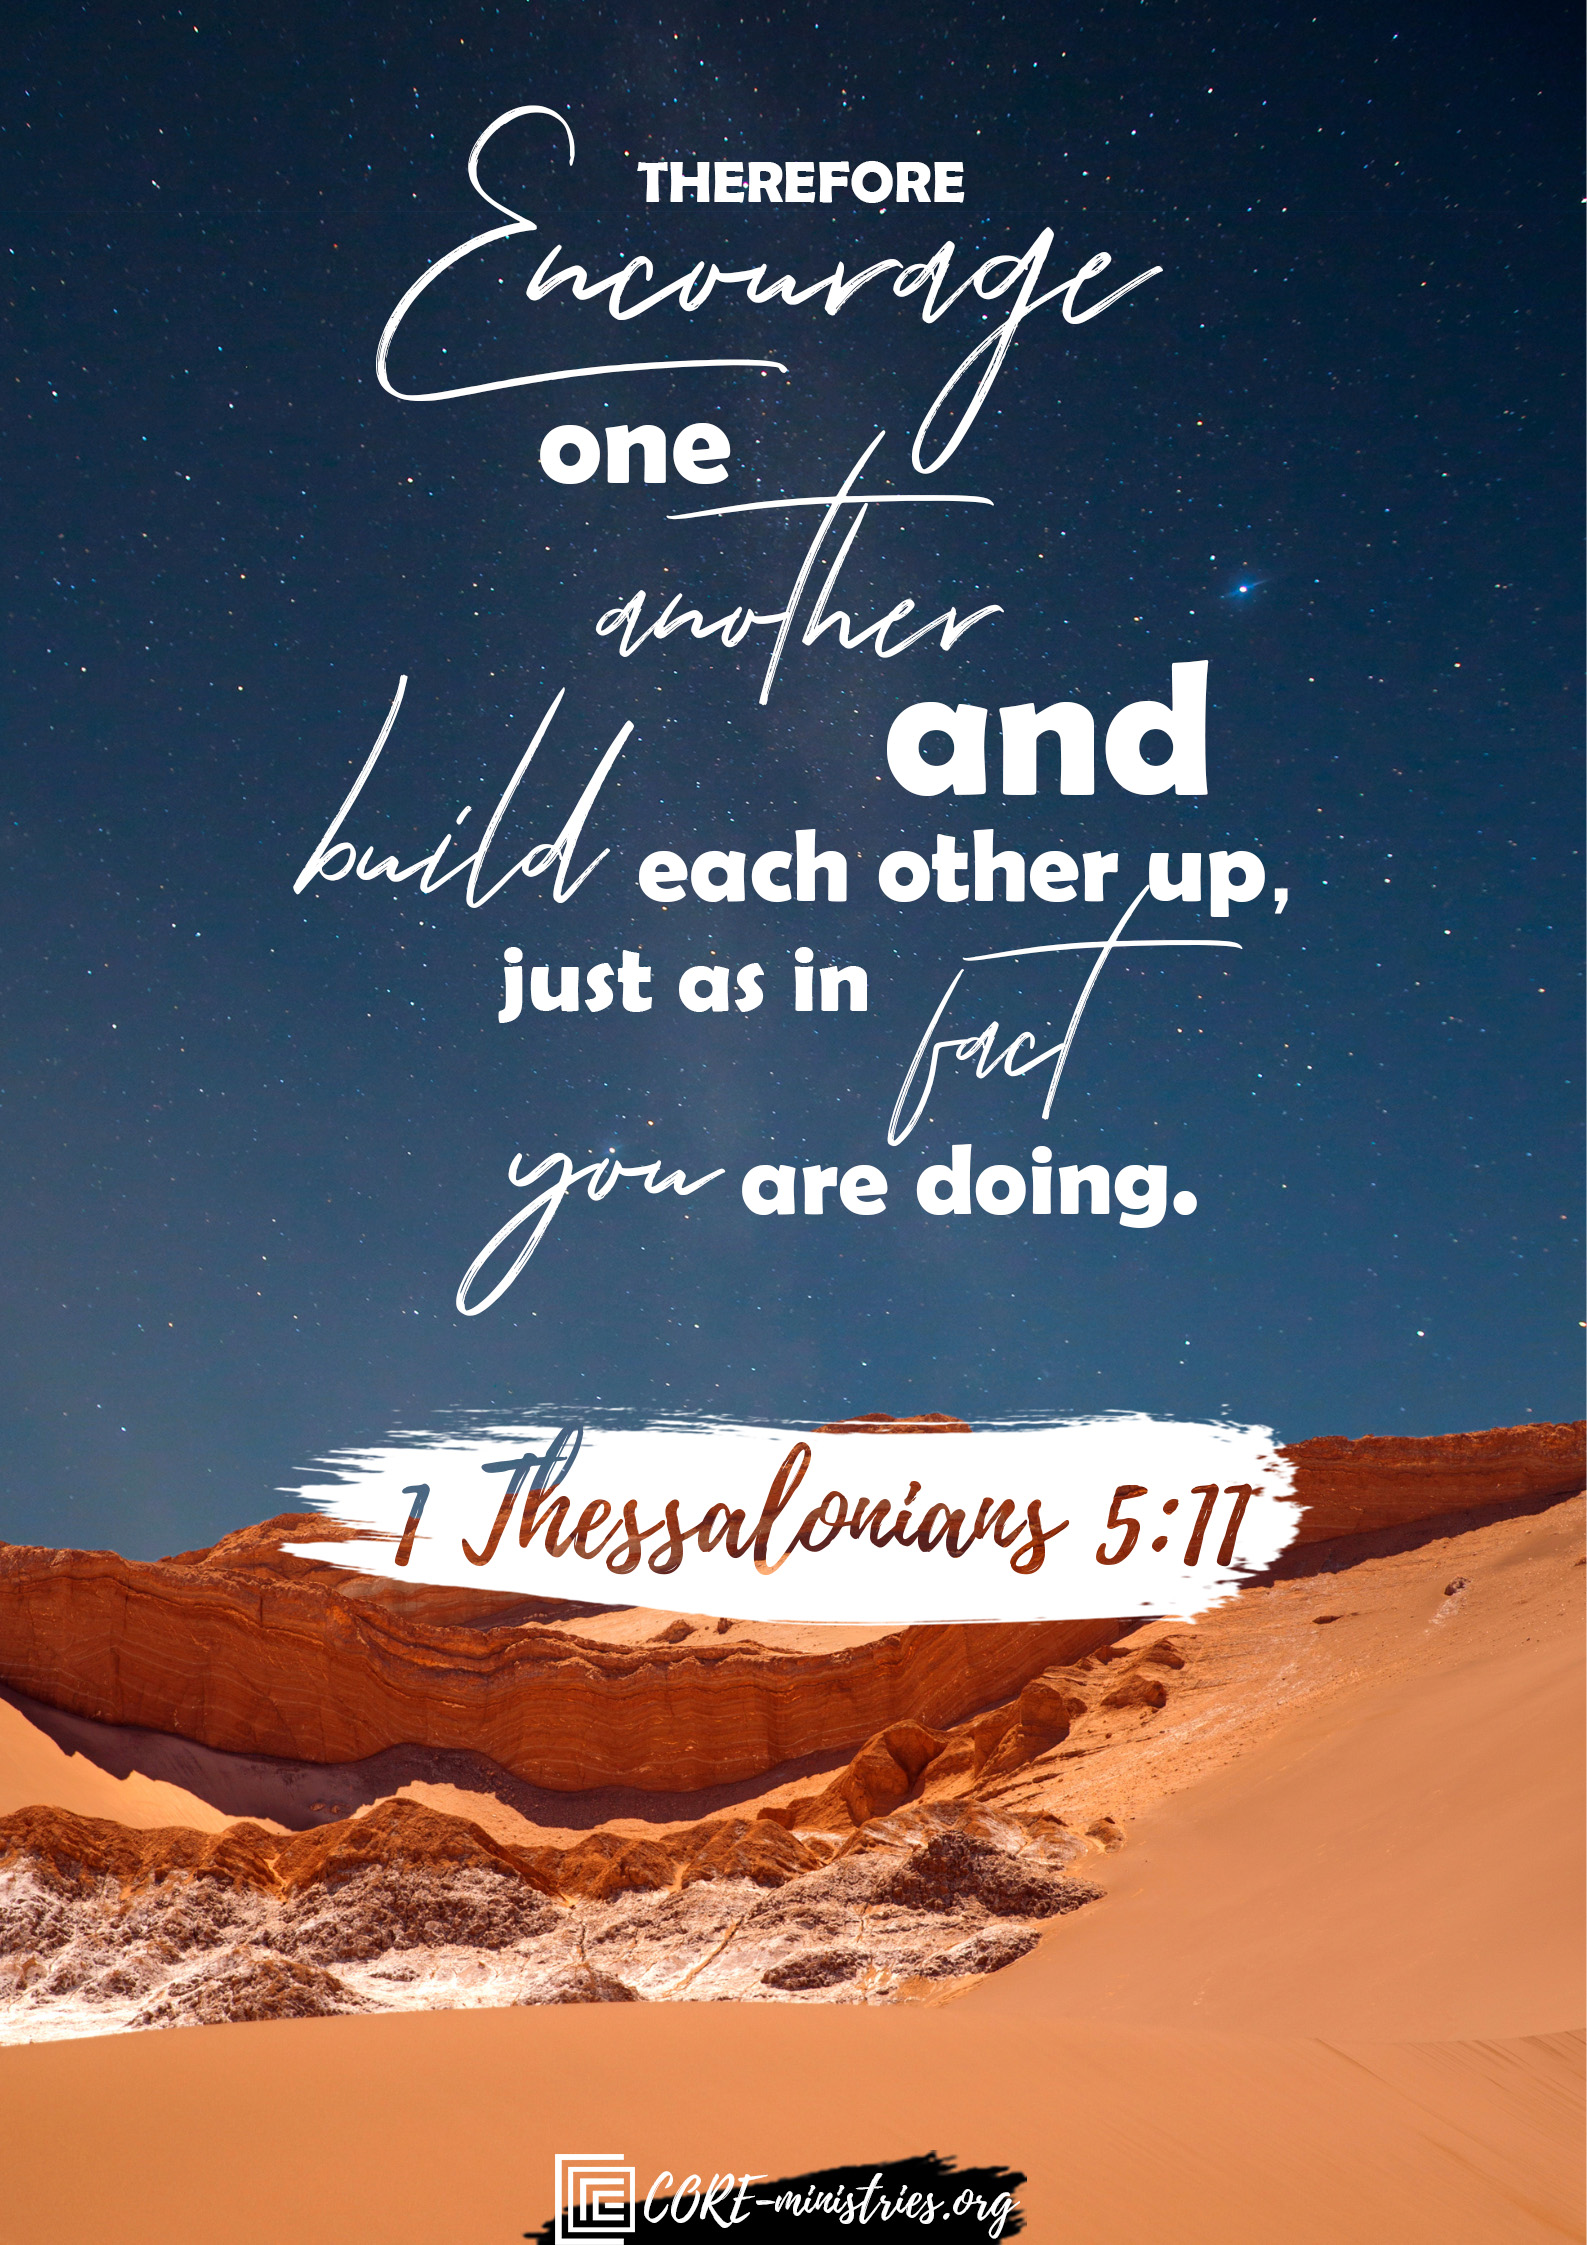 THEREFORE
Encourage
one
another
and
build each other up,
just as in fact
you are doing.
1 Thessalonians 5:11
CORE-ministries.org